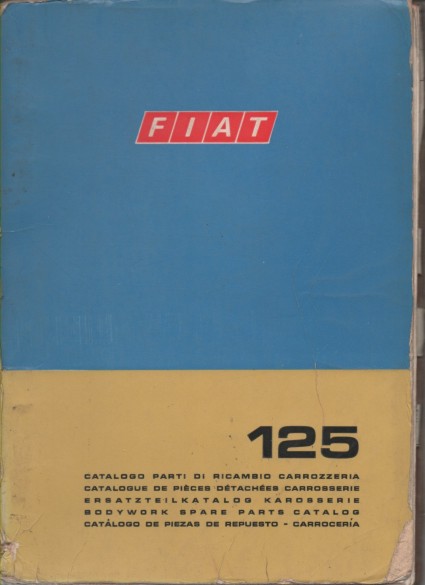 FIAT
125
CATALOGO PARTI DI RICAMBIO CARROZZERIA
CATALOGUE DE PIÈCES DÉTACHÉES CARROSSERIE
ERSATZTEILKATALOG KAROSSERIE
BODYWORK SPARE PARTS CATALOG
CATÁLOGO DE PIEZAS DE REPUESTO - CARROCERÍA